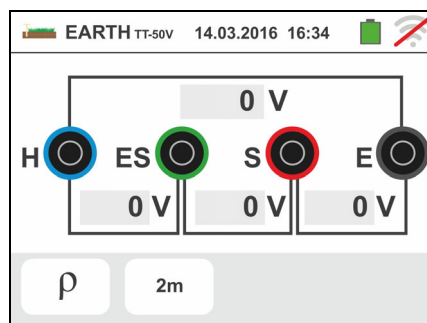 EARTH TT-50V 14.03.2016 16:34
0 V
H ES S E
0 V 0 V 0 V
ρ 2m